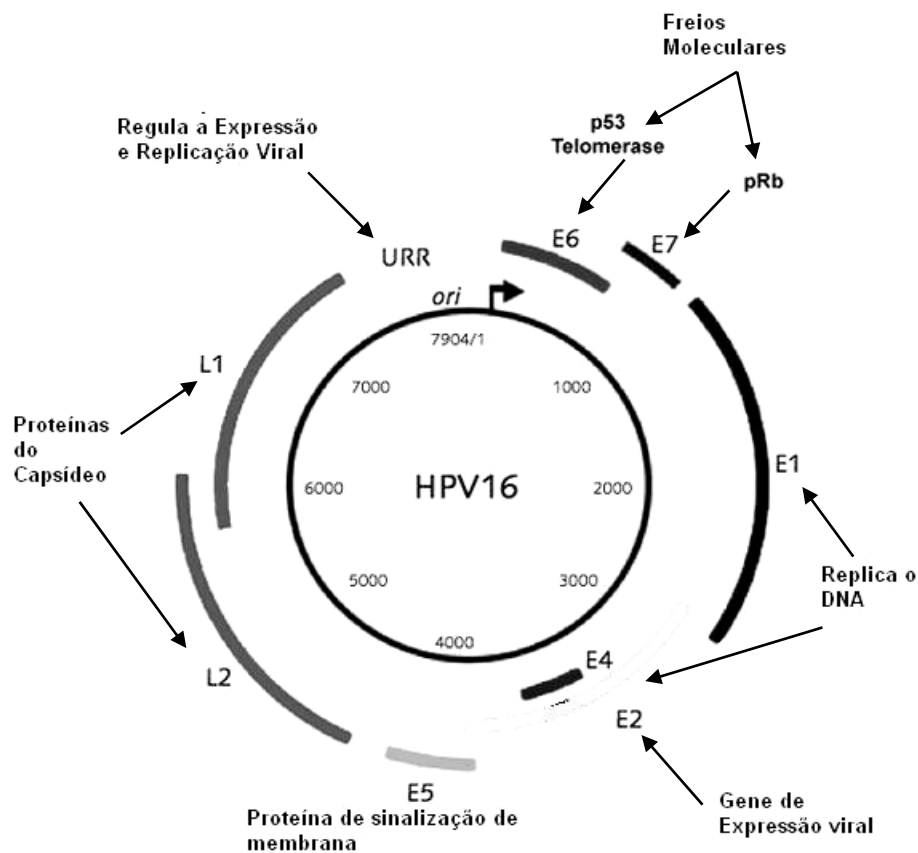 Freios
Moleculares
Regula a Expressão
e Replicação Viral
p53
Telomerase
pRb
E6
E7
URR
ori
7904/1
L1
7000
1000
Proteínas
do
Capsídeo
E1
6000
HPV16
2000
5000
3000
Replica o
DNA
4000
E4
L2
E2
E5
Proteína de sinalização de
membrana
Gene de
Expressão viral